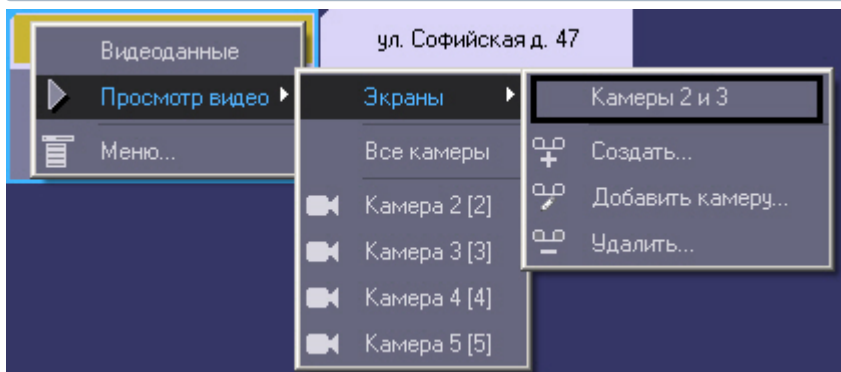 ул. Софийская д. 47
Видеоданные
Просмотр видео
Меню...
Экраны
Все камеры
Камера 2 [2]
Камера 3 [3]
Камера 4 [4]
Камера 5 [5]
Камеры 2 и 3
Создать...
Добавить камеру...
Удалить...